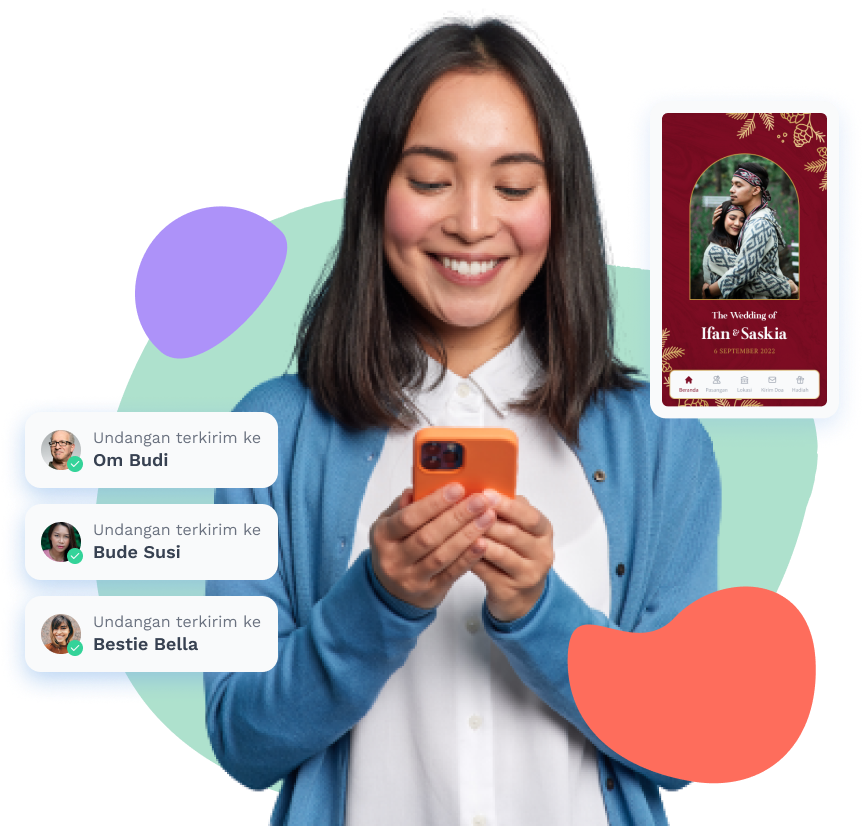 Undangan terkirim ke
Om Budi
Undangan terkirim ke
Bude Susi
Undangan terkirim ke
Bestie Bella
The Wedding of
Ifan & Saskia
6 SEPTEMBER 2022
Beranda Pasangan Lokasi Kirim Doa Hadiah